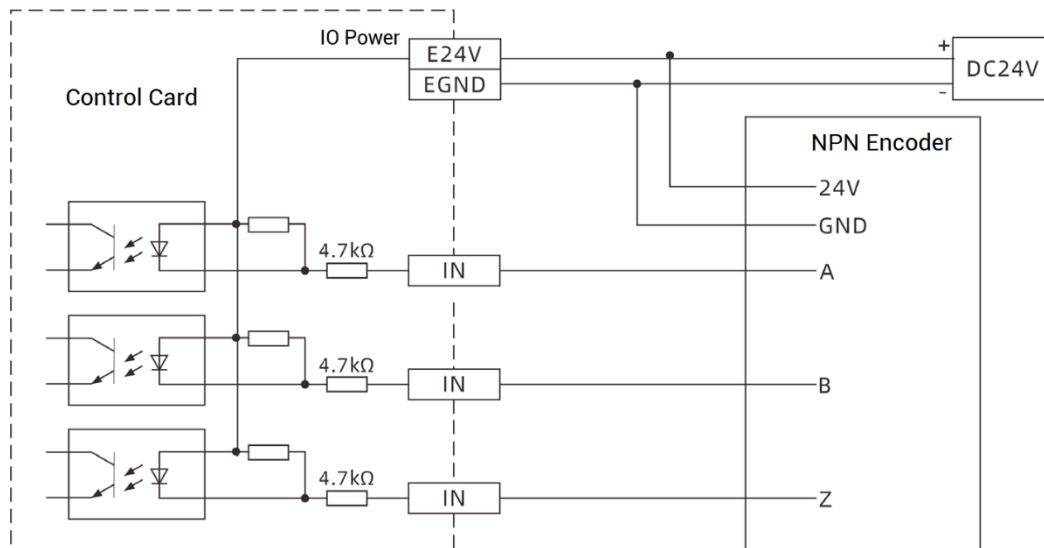 IO Power
E24V
EGND
+
-
DC24V
Control Card
NPN Encoder
24V
GND
4.7kΩ
IN
A
4.7kΩ
IN
B
4.7kΩ
IN
Z